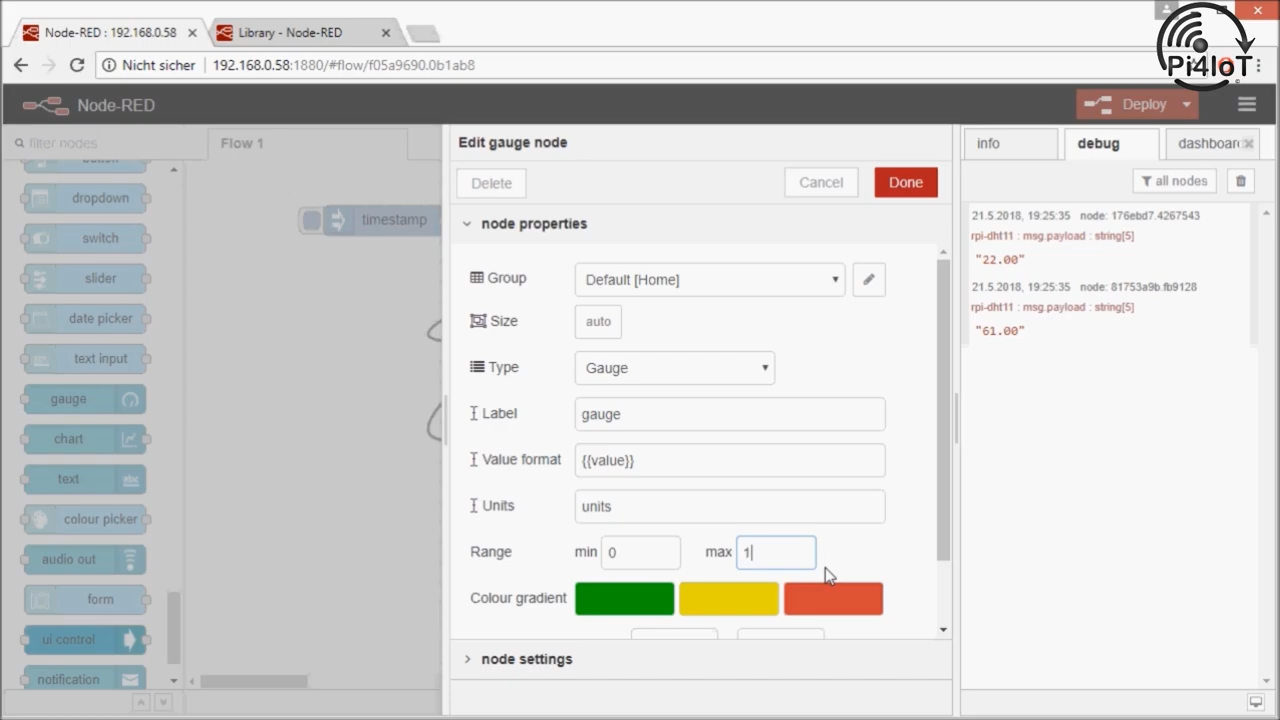 Node-RED : 192.168.0.58
Library - Node-RED
Pi4IoT
Nicht sicher
192.168.0.58:1880/#flow/f05a9690.0b1ab8
Node-RED
Deploy
filter nodes
Flow 1
button
dropdown
switch
slider
date picker
text input
gauge
chart
text
colour picker
audio out
form
ui control
notification
timestamp
Edit gauge node
Delete
Cancel
Done
node properties
Group
Default [Home]
Size
auto
Type
Gauge
Label
gauge
Value format
{{value}}
Units
units
Range
min
0
max
1
Colour gradient
node settings
info
debug
dashboar
all nodes
21.5.2018, 19:25:35 node: 176ebd7.4267543
rpi-dht11 : msg.payload : string[5]
"22.00"
21.5.2018, 19:25:35 node: 81753a9b.fb9128
rpi-dht11 : msg.payload : string[5]
"61.00"